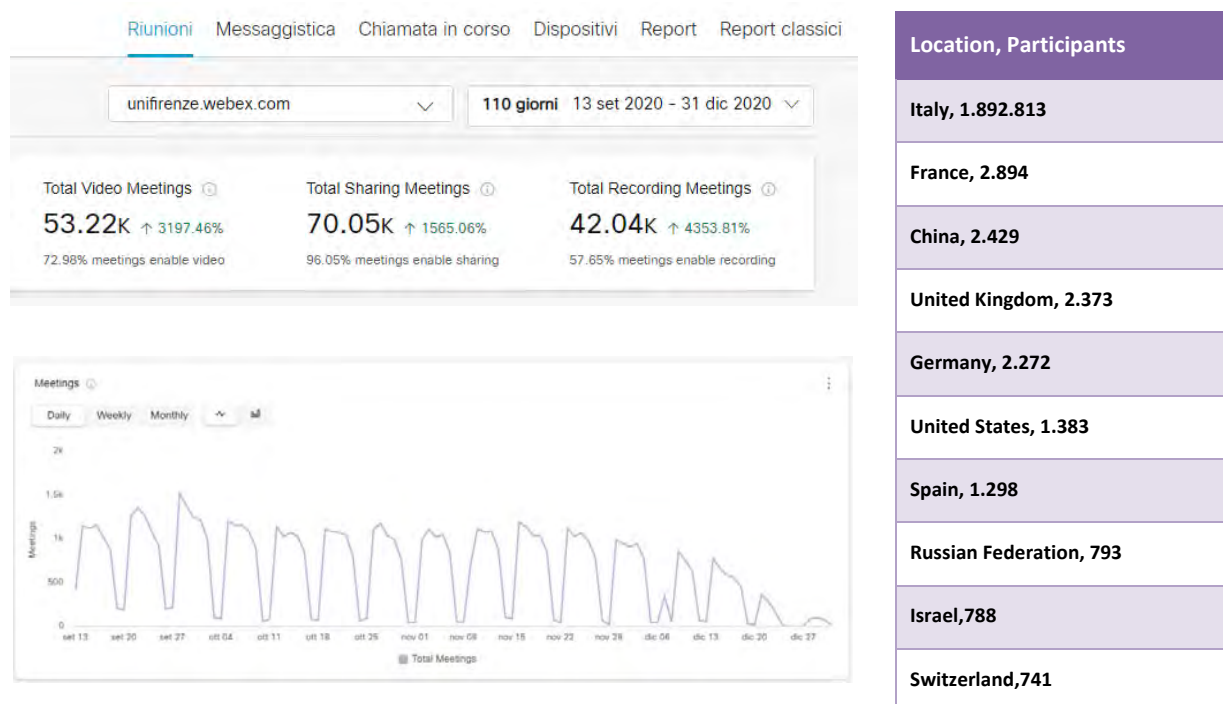 Riunioni Messaggistica Chiamata in corso Dispositivi Report Report classici
unifirenze.webex.com
110 giorni 13 set 2020 - 31 dic 2020
Total Video Meetings
53.22K ↑ 3197.46%
72.98% meetings enable video
Total Sharing Meetings
70.05K ↑ 1565.06%
96.05% meetings enable sharing
Total Recording Meetings
42.04K ↑ 4353.81%
57.65% meetings enable recording
Meetings
Daily Weekly Monthly
2k
1.5k
1k
500
0
Meetings
set 13 set 20 set 27 ott 04 ott 11 ott 18 ott 25 nov 01 nov 08 nov 15 nov 22 nov 29 dic 06 dic 13 dic 20 dic 27
Total Meetings
Location, Participants
Italy, 1.892.813
France, 2.894
China, 2.429
United Kingdom, 2.373
Germany, 2.272
United States, 1.383
Spain, 1.298
Russian Federation, 793
Israel,788
Switzerland,741